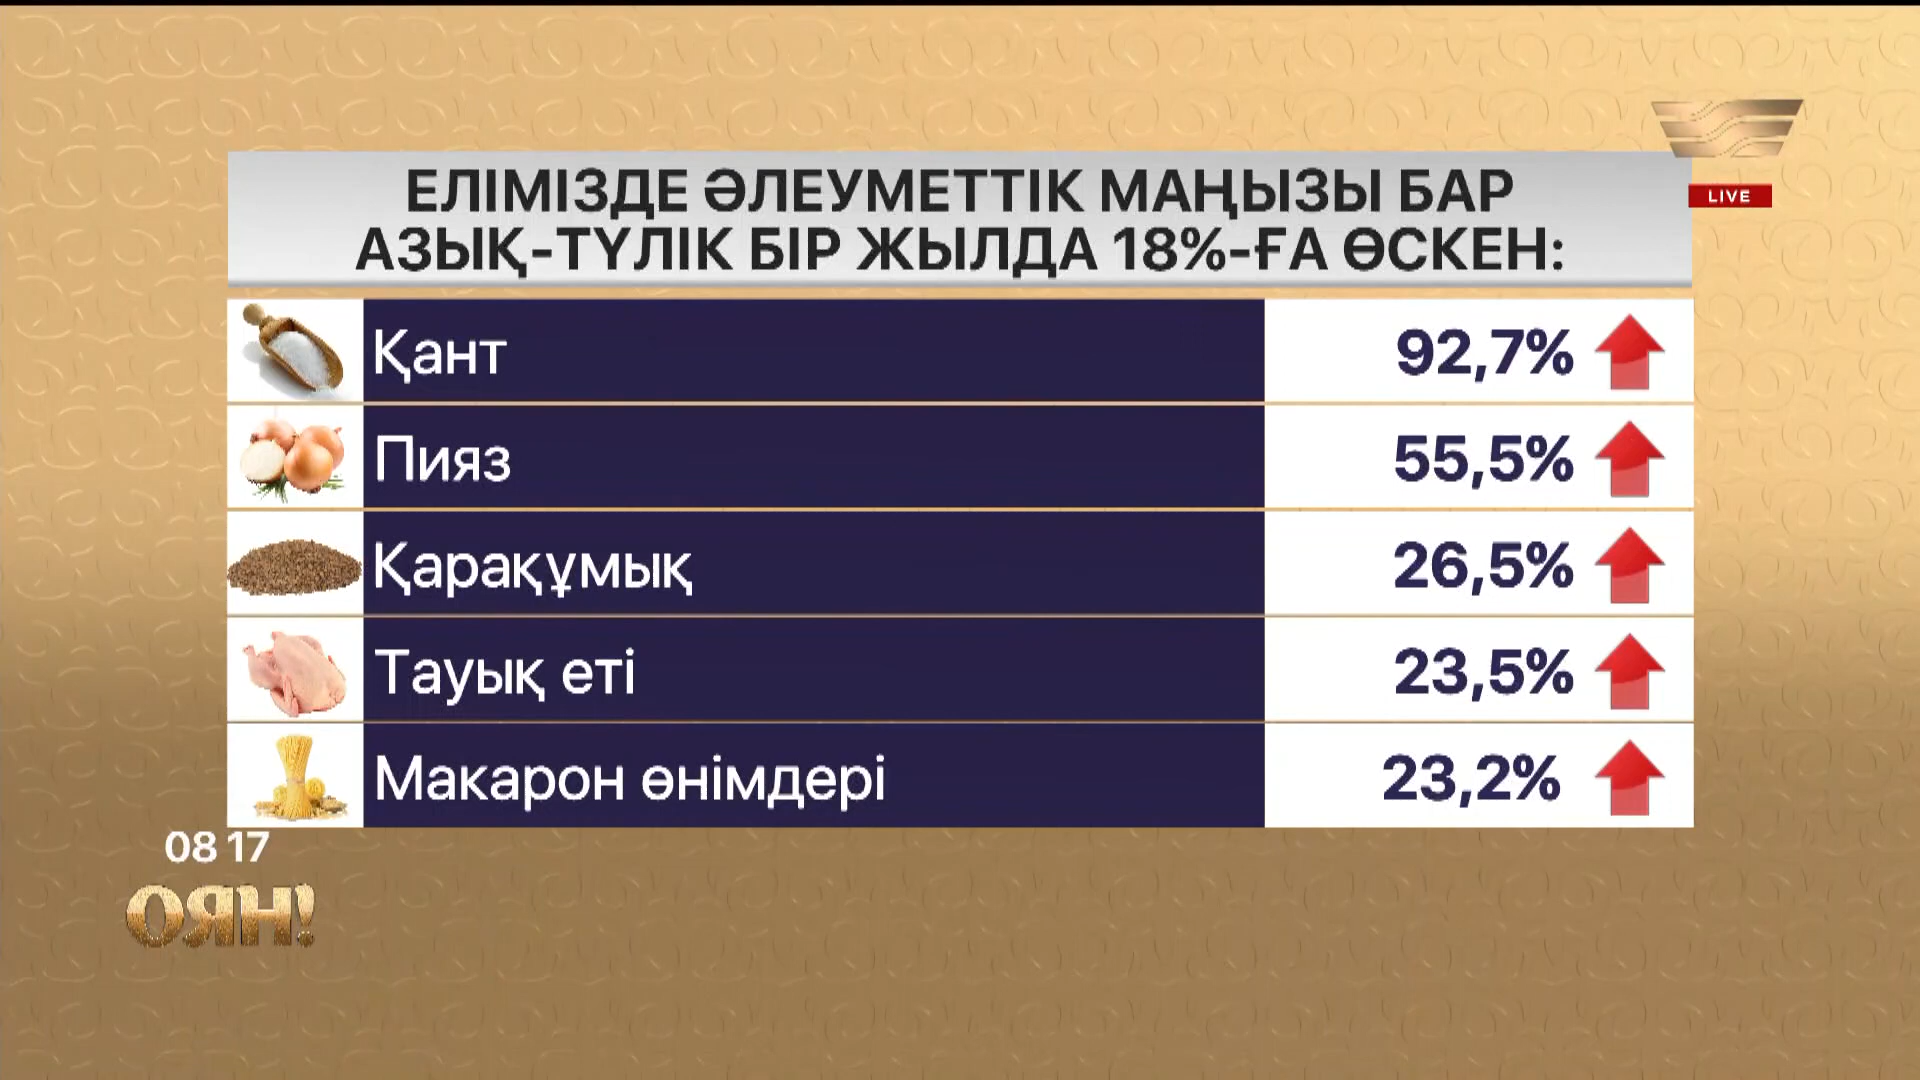 ЕЛІМІЗДЕ ӘЛЕУМЕТТІК МАҢЫЗЫ БАР
АЗЫҚ-ТҮЛІК БІР ЖЫЛДА 18%-ҒА ӨСКЕН:
LIVE
Қант 92,7%
Пияз 55,5%
Қарақұмық 26,5%
Тауық еті 23,5%
Макарон өнімдері 23,2%
08 17
ОЯН!